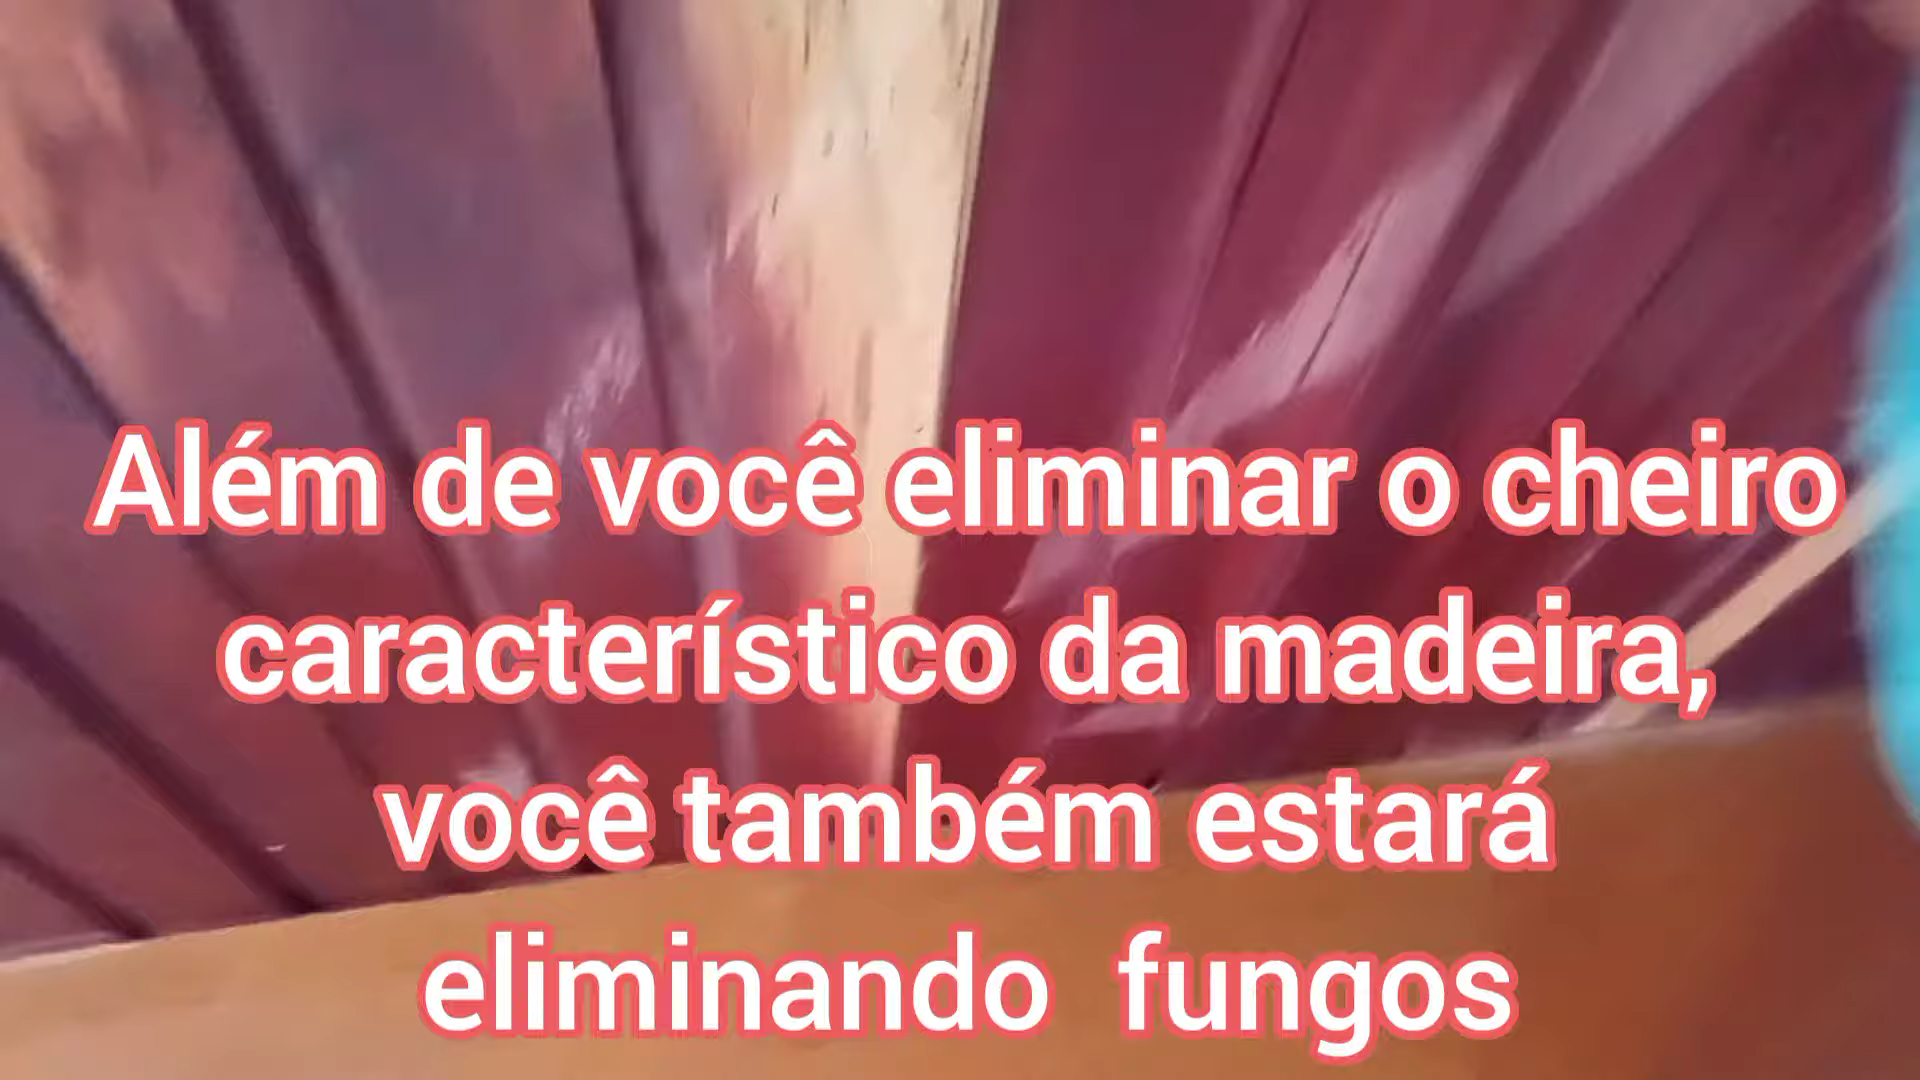 Além de você eliminar o cheiro
característico da madeira,
você também estará
eliminando  fungos